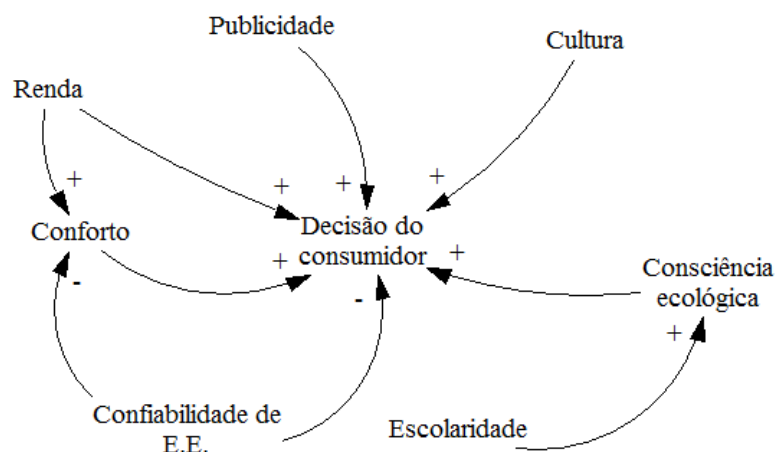 Publicidade
Cultura
Renda
+
+
+
+
Conforto
Decisão do
consumidor
+
+
-
-
Consciência
ecológica
+
Confiabilidade de
E.E.
Escolaridade